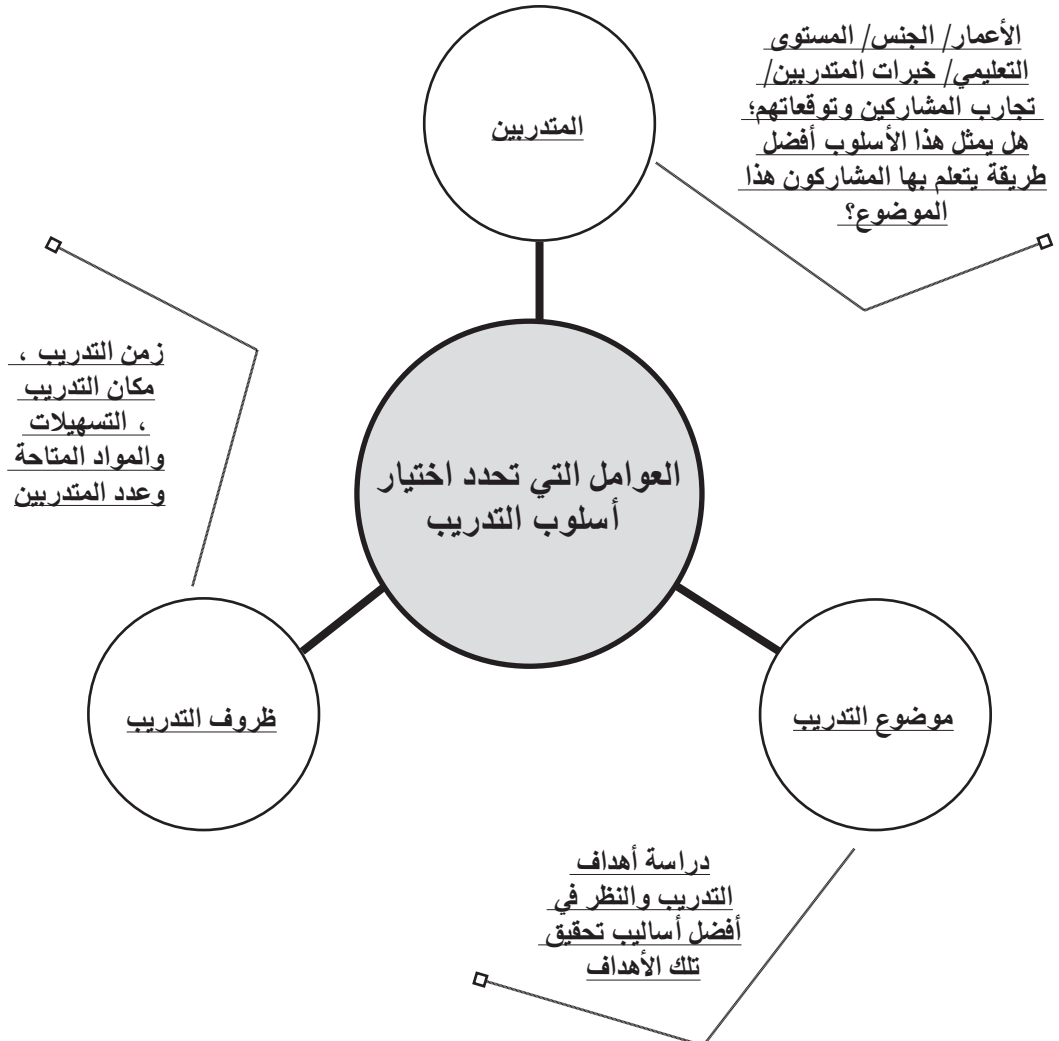 الأعمار/ الجنس/ المستوى
التعليمي/ خبرات المتدربين/
تجارب المشاركين وتوقعاتهم؛
هل يمثل هذا الأسلوب أفضل
طريقة يتعلم بها المشاركون هذا
الموضوع؟
المتدربين
زمن التدريب ،
مكان التدريب
، التسهيلات
والمواد المتاحة
وعدد المتدربين
العوامل التي تحدد اختيار
أسلوب التدريب
موضوع التدريب
ظروف التدريب
دراسة أهداف
التدريب والنظر في
أفضل أساليب تحقيق
تلك الأهداف